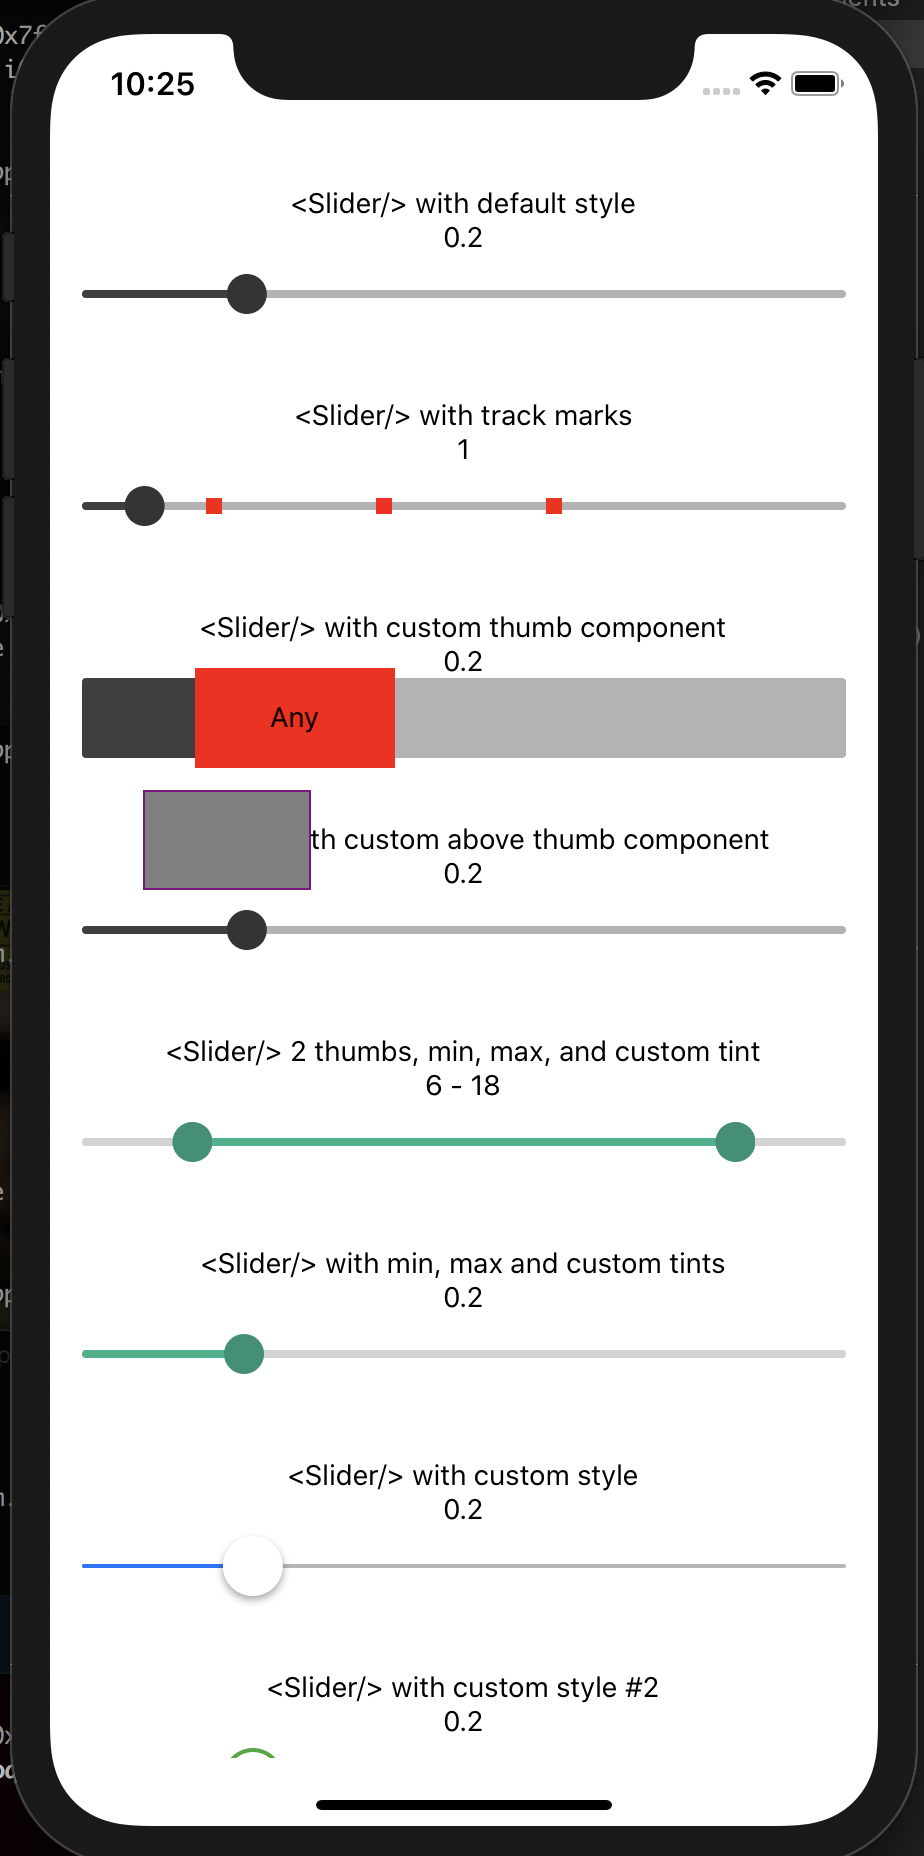 10:25
<Slider/> with default style
0.2
<Slider/> with track marks
1
<Slider/> with custom thumb component
0.2
Any
th custom above thumb component
0.2
<Slider/> 2 thumbs, min, max, and custom tint
6 - 18
<Slider/> with min, max and custom tints
0.2
<Slider/> with custom style
0.2
<Slider/> with custom style #2
0.2